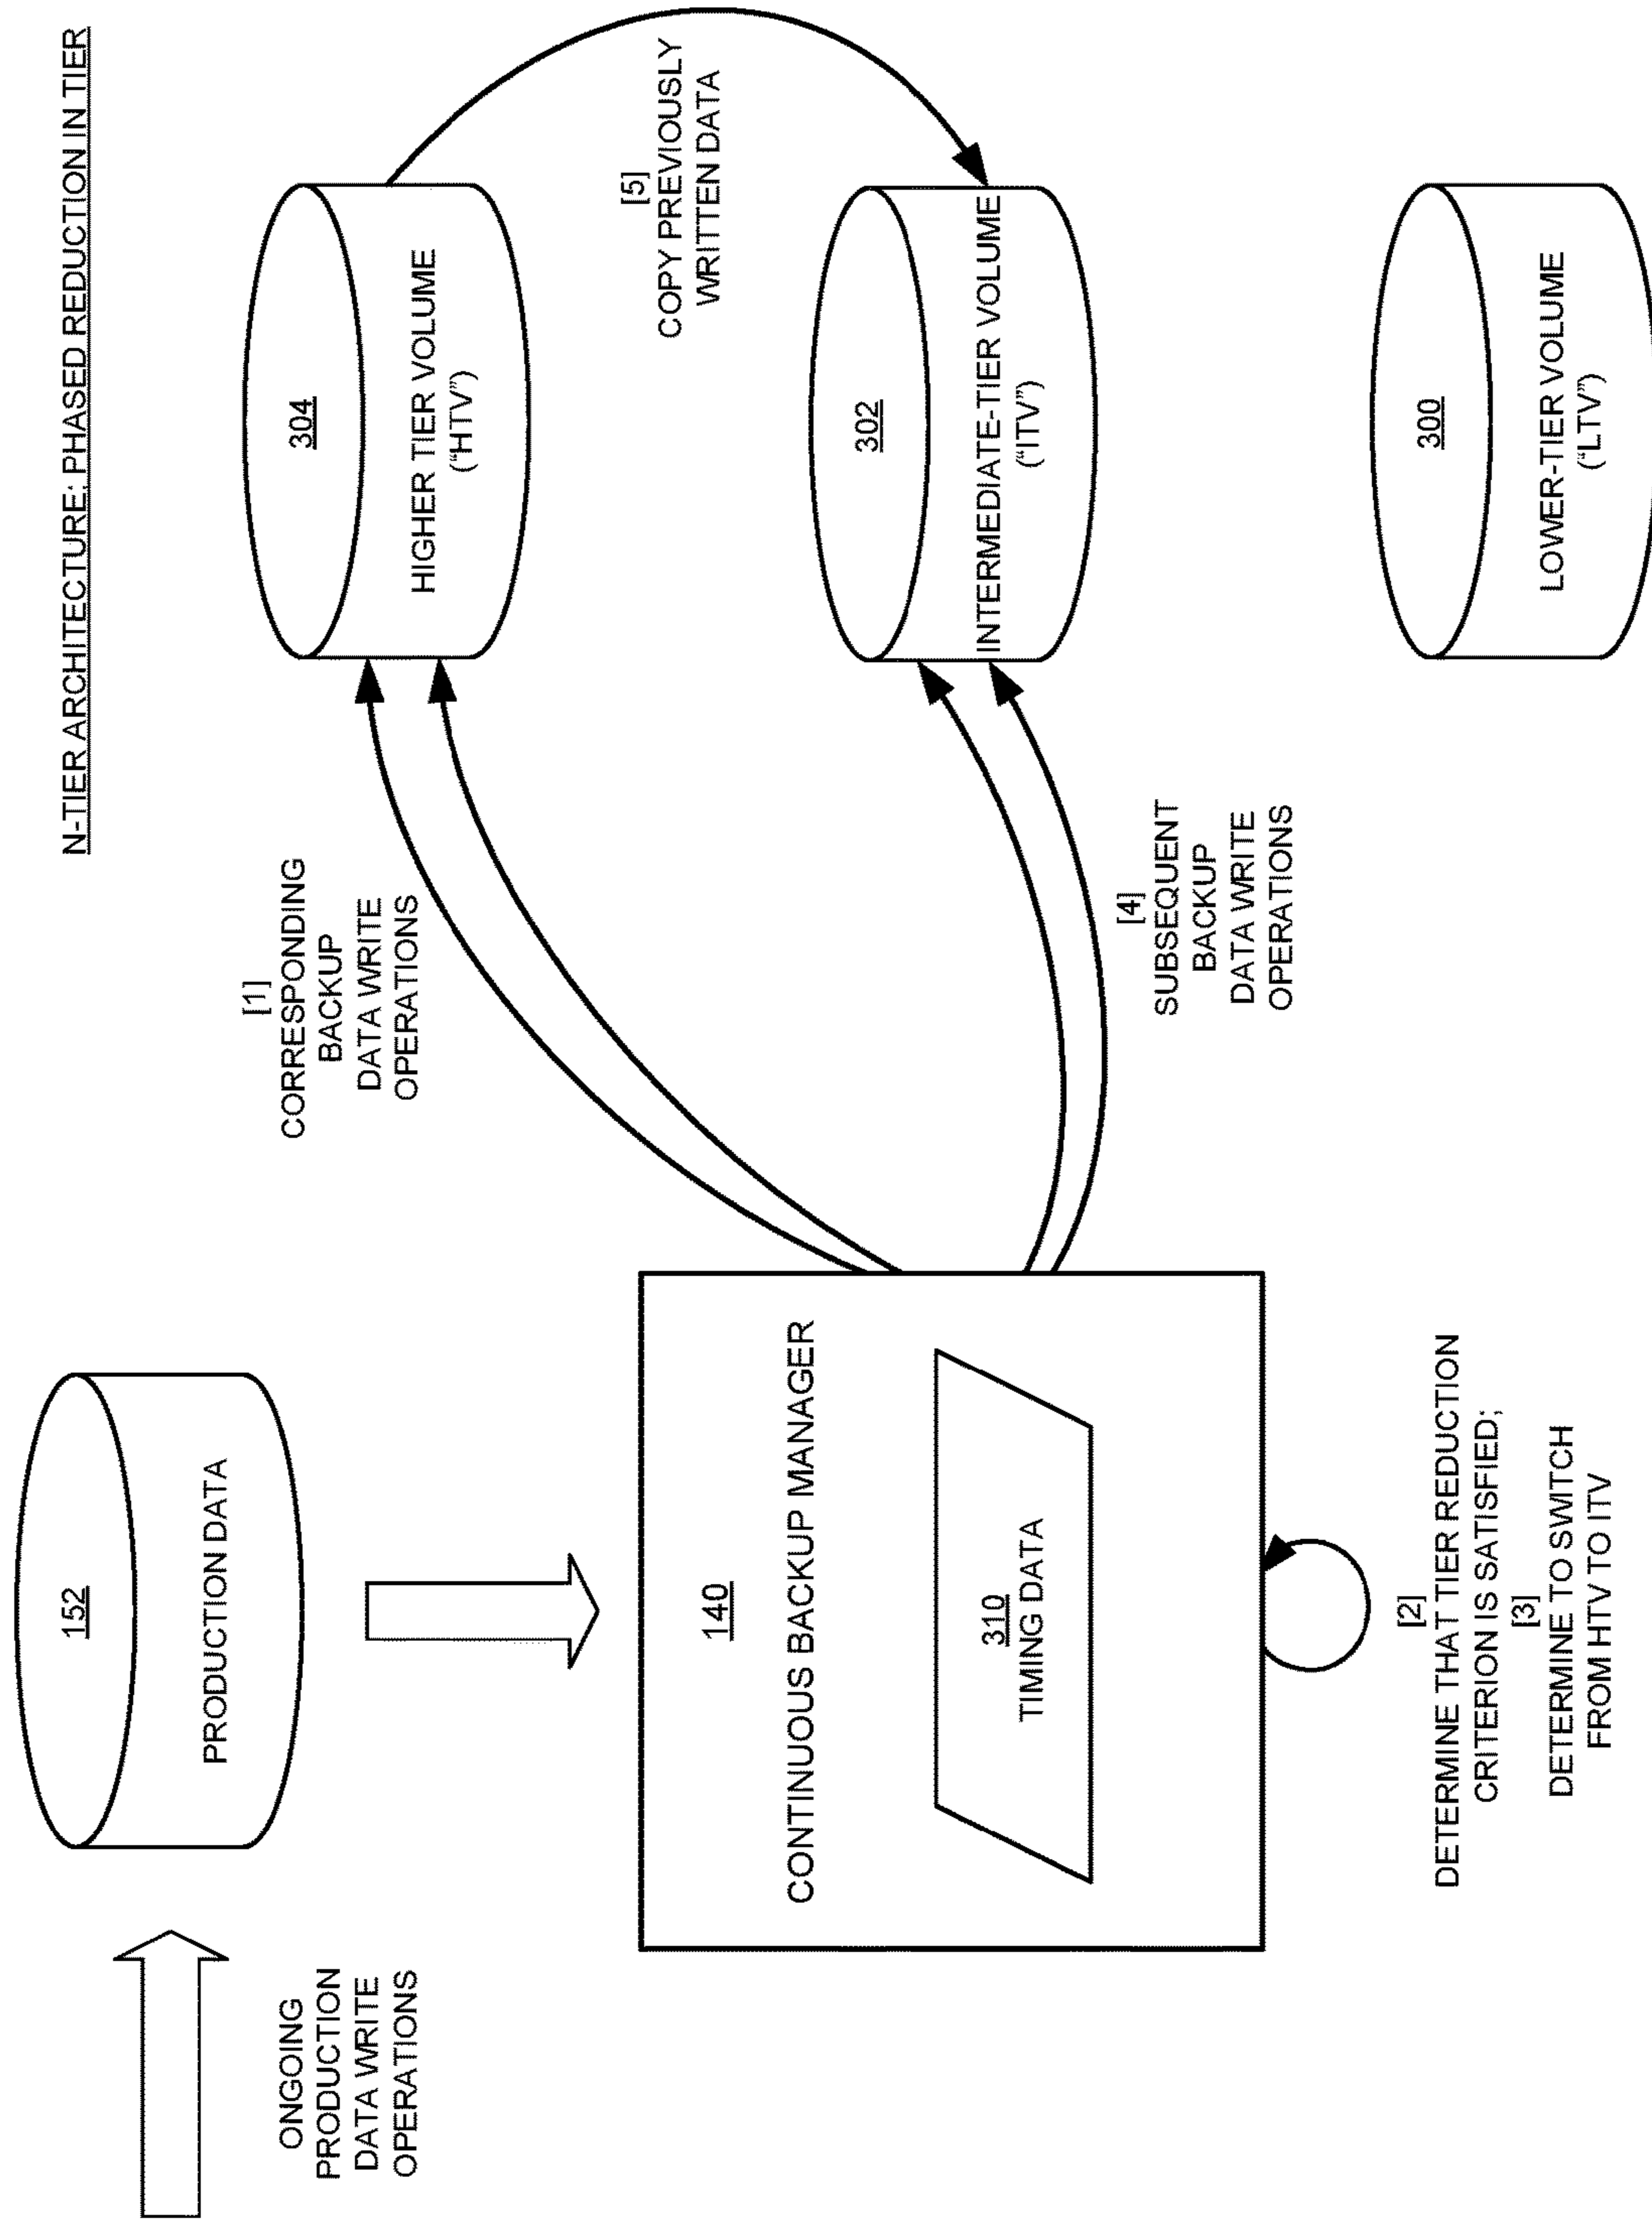 N-TIER ARCHITECTURE; PHASED REDUCTION IN TIER
ONGOING
PRODUCTION
DATA WRITE
OPERATIONS
152
PRODUCTION DATA
140
CONTINUOUS BACKUP MANAGER
310
TIMING DATA
[1]
CORRESPONDING
BACKUP
DATA WRITE
OPERATIONS
304
HIGHER TIER VOLUME
("HTV")
[2]
DETERMINE THAT TIER REDUCTION
CRITERION IS SATISFIED;
[3]
DETERMINE TO SWITCH
FROM HTV TO ITV
[4]
SUBSEQUENT
BACKUP
DATA WRITE
OPERATIONS
[5]
COPY PREVIOUSLY
WRITTEN DATA
302
INTERMEDIATE-TIER VOLUME
("ITV")
300
LOWER-TIER VOLUME
("LTV")